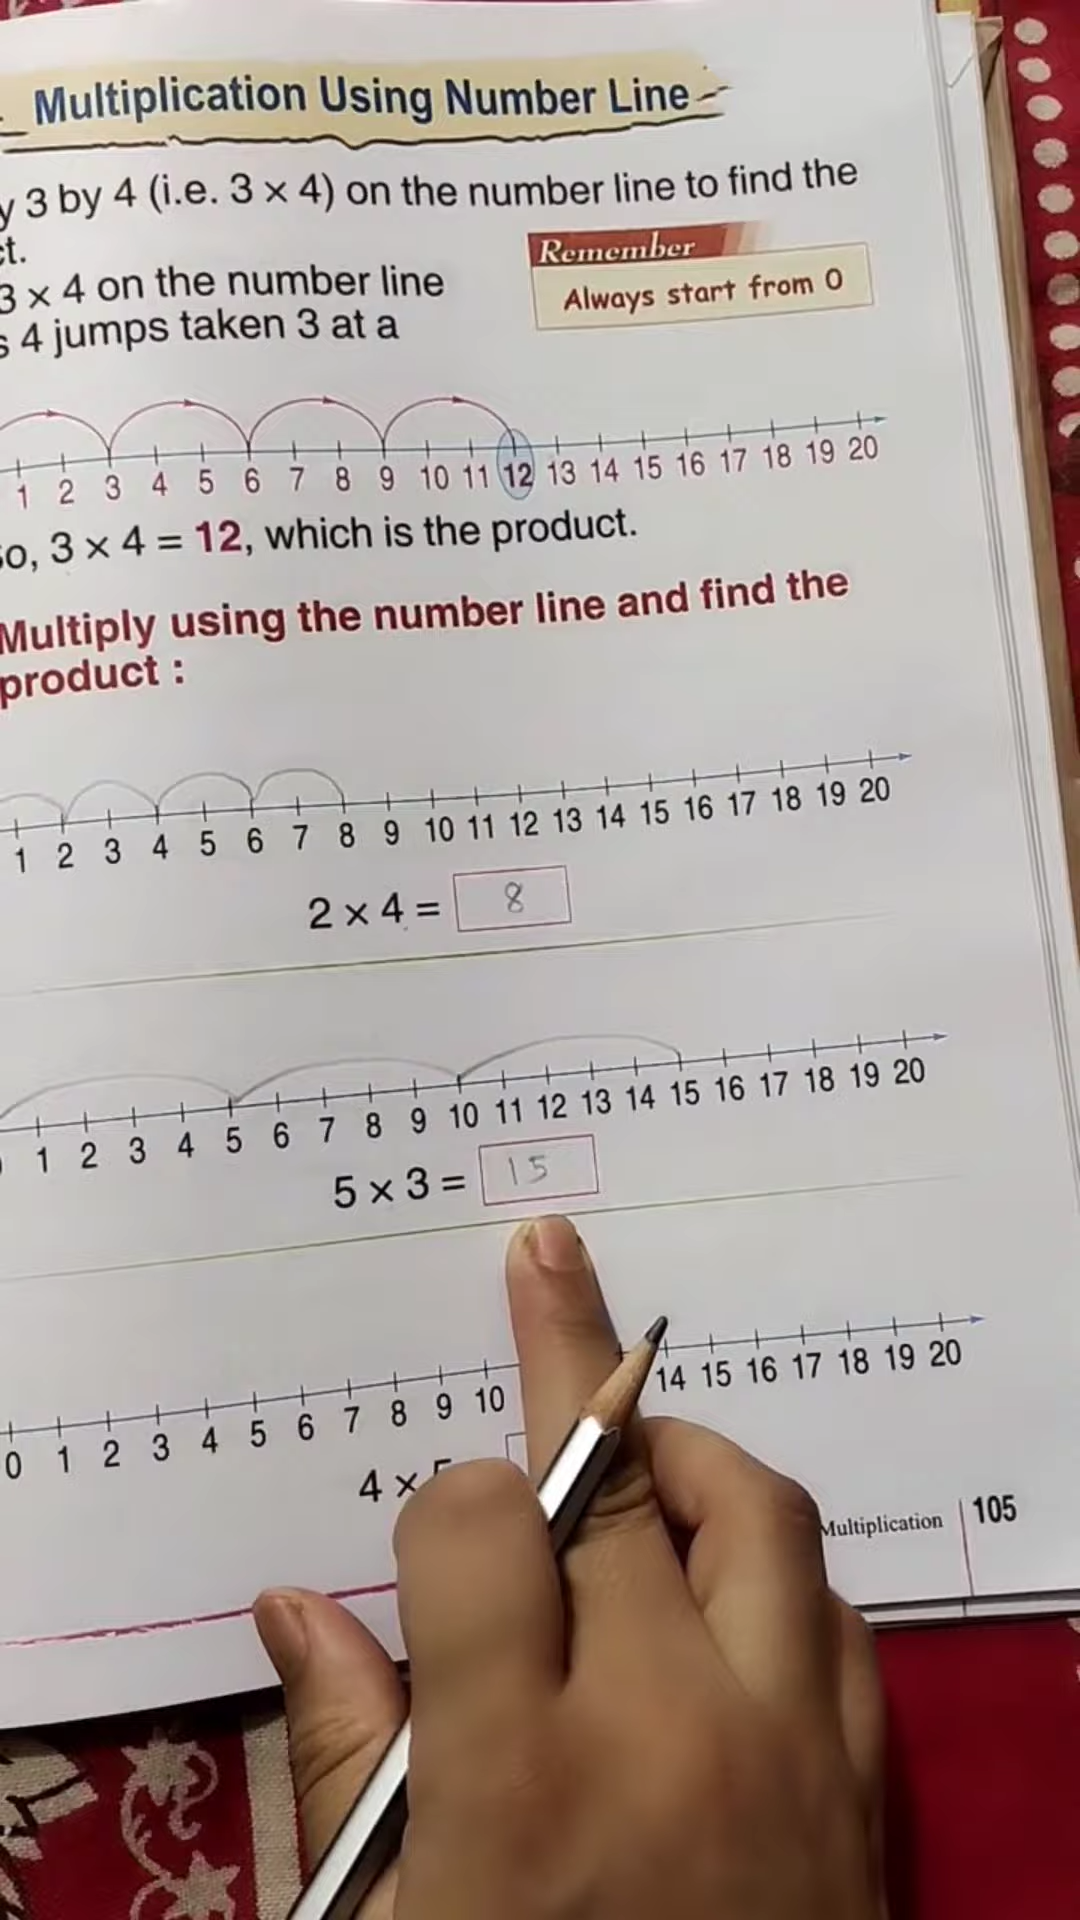 Multiplication Using Number Line
3 by 4 (i.e. 3 × 4) on the number line to find the
Remember
Always start from 0
3 × 4 on the number line
4 jumps taken 3 at a
1 2 3 4 5 6 7 8 9 10 11 12 13 14 15 16 17 18 19 20
3 × 4 = 12, which is the product.
Multiply using the number line and find the
product :
1 2 3 4 5 6 7 8 9 10 11 12 13 14 15 16 17 18 19 20
2 × 4 = 8
1 2 3 4 5 6 7 8 9 10 11 12 13 14 15 16 17 18 19 20
5 × 3 = 15
0 1 2 3 4 5 6 7 8 9 10 14 15 16 17 18 19 20
4 ×
Multiplication 105